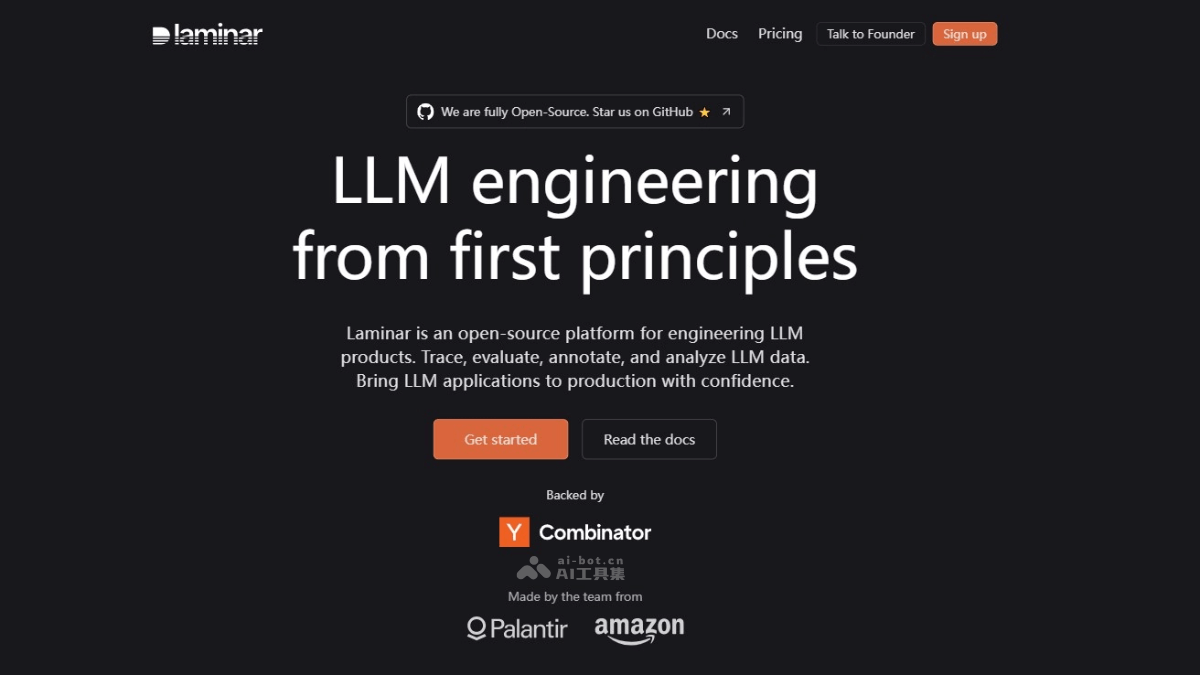 laminar
Docs
Pricing
Talk to Founder
Sign up
We are fully Open-Source. Star us on GitHub
LLM engineering
from first principles
Laminar is an open-source platform for engineering LLM
products. Trace, evaluate, annotate, and analyze LLM data.
Bring LLM applications to production with confidence.
Get started
Read the docs
Backed by
Y Combinator
ai-bot.cn
AI工具集
Made by the team from
Palantir
amazon